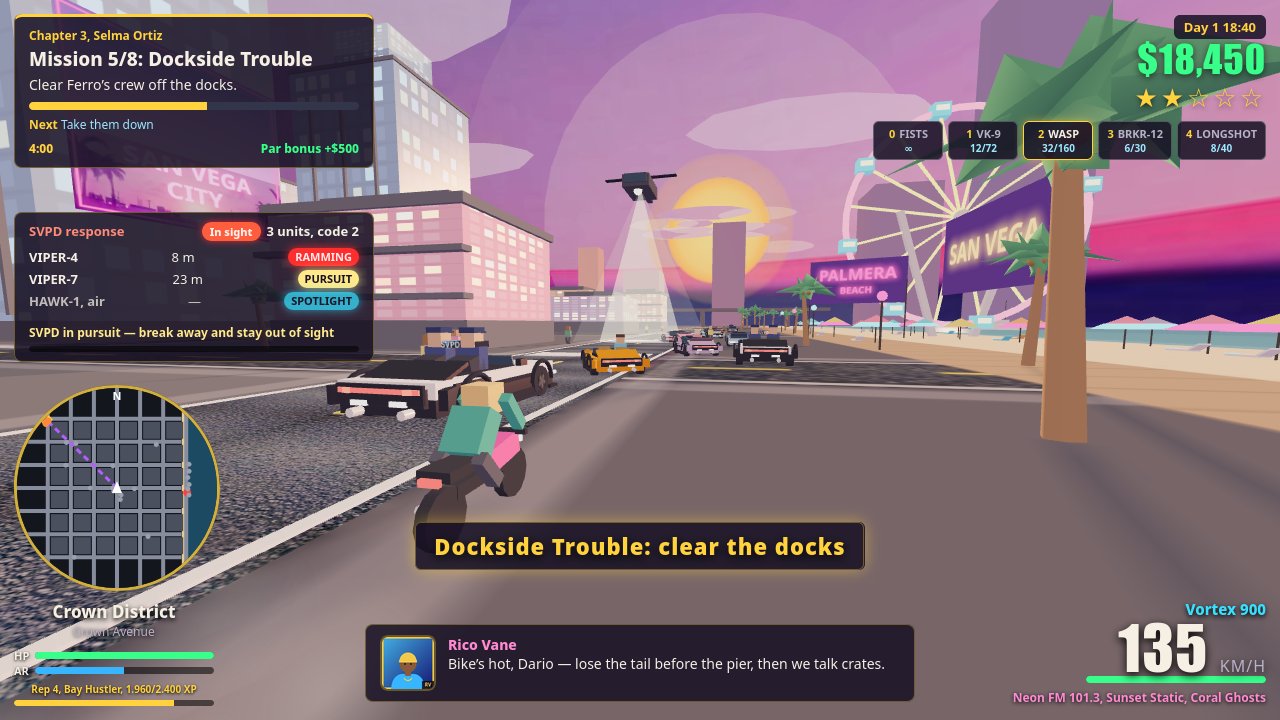 Chapter 3, Selma Ortiz
Mission 5/8: Dockside Trouble
Clear Ferro's crew off the docks.
Next Take them down
4:00 Par bonus +$500
SAN VEGA
CITY
SVPD response In sight 3 units, code 2
VIPER-4 8 m RAMMING
VIPER-7 23 m PURSUIT
HAWK-1, air — SPOTLIGHT
SVPD in pursuit — break away and stay out of sight
Day 1 18:40
$18,450
0 FISTS
∞
1 VK-9
12/72
2 WASP
32/160
3 BRKR-12
6/30
4 LONGSHOT
8/40
SAN VEGA
PALMERA
BEACH
SVPD
N
Dockside Trouble: clear the docks
Crown District
Crown Avenue
HP
AR
Rep 4, Bay Hustler, 1.960/2.400 XP
Rico Vane
Bike's hot, Dario — lose the tail before the pier, then we talk crates.
RV
Vortex 900
135 KM/H
Neon FM 101.3, Sunset Static, Coral Ghosts